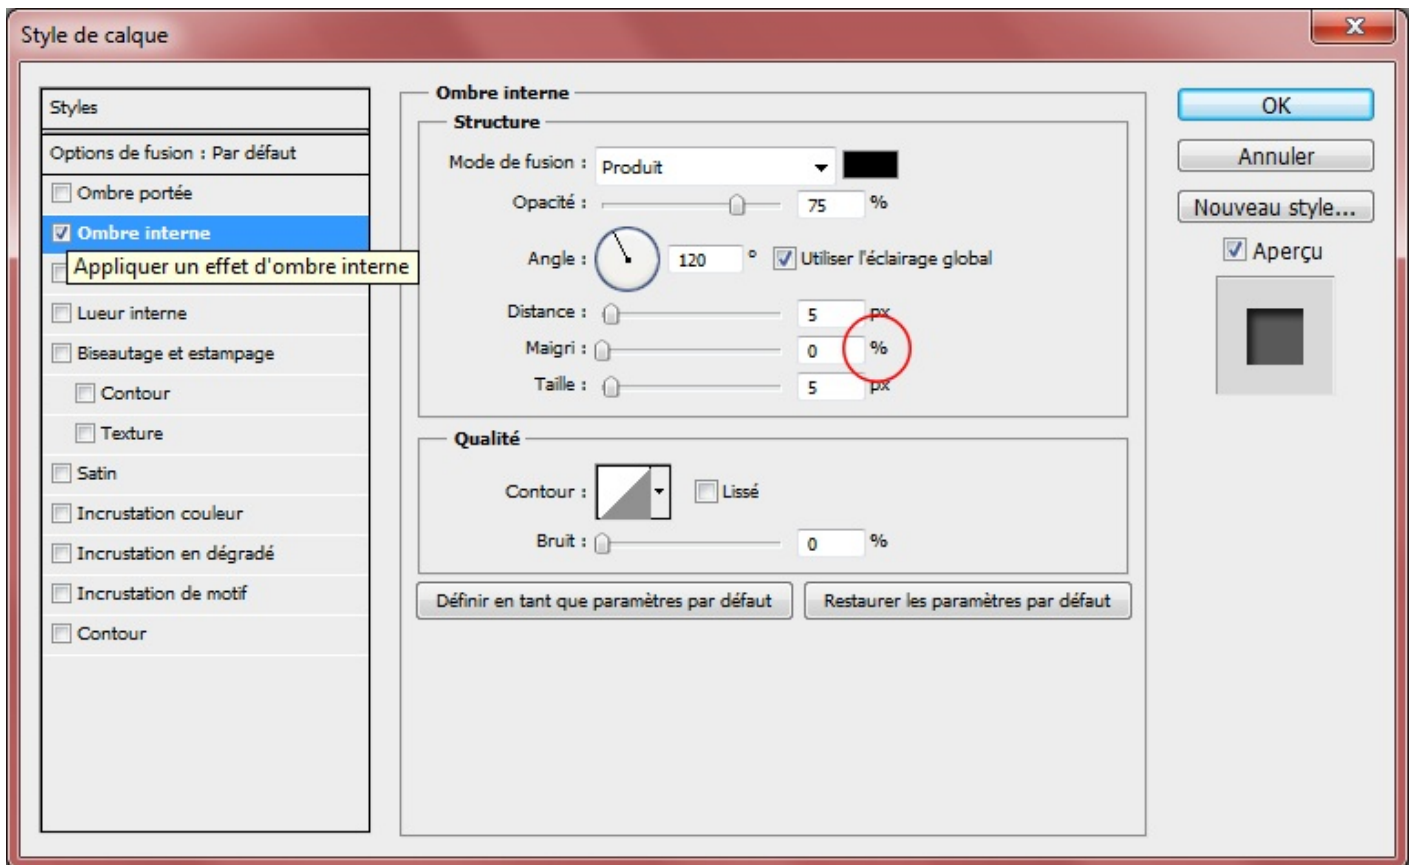 Style de calque
Styles
Options de fusion : Par défaut
Ombre portée
Ombre interne
Appliquer un effet d'ombre interne
Lueur interne
Biseautage et estampage
Contour
Texture
Satin
Incrustation couleur
Incrustation en dégradé
Incrustation de motif
Contour
Ombre interne
Structure
Mode de fusion : Produit
Opacité : 75 %
Angle : 120 ° Utiliser l'éclairage global
Distance : 5 px
Maigri : 0 %
Taille : 5 px
Qualité
Contour : Lissé
Bruit : 0 %
Définir en tant que paramètres par défaut Restaurer les paramètres par défaut
OK
Annuler
Nouveau style...
Aperçu